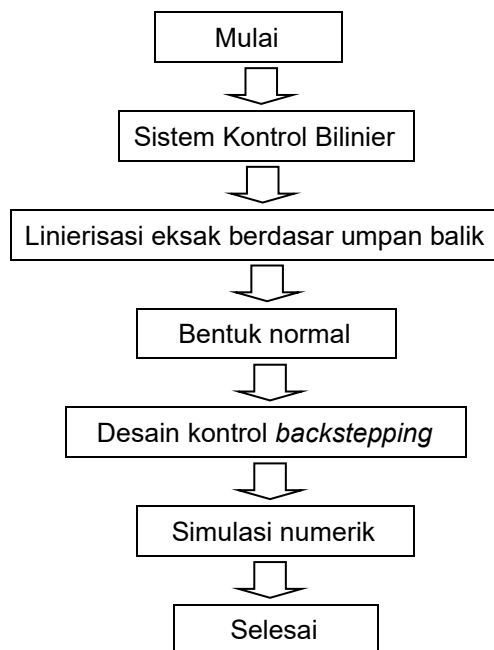 Mulai
Sistem Kontrol Bilinier
Linierisasi eksak berdasar umpan balik
Bentuk normal
Desain kontrol backstepping
Simulasi numerik
Selesai